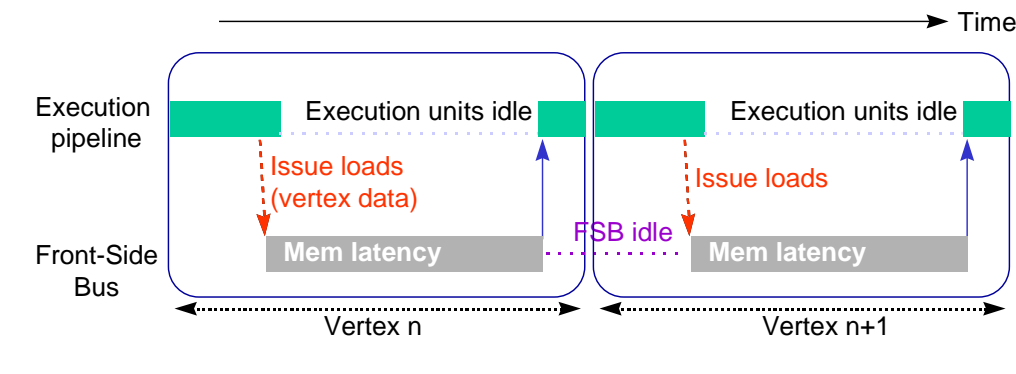 Time
Execution
pipeline
Execution units idle
Execution units idle
Issue loads
(vertex data)
Issue loads
FSB idle
Front-Side
Bus
Mem latency
Mem latency
Vertex n
Vertex n+1